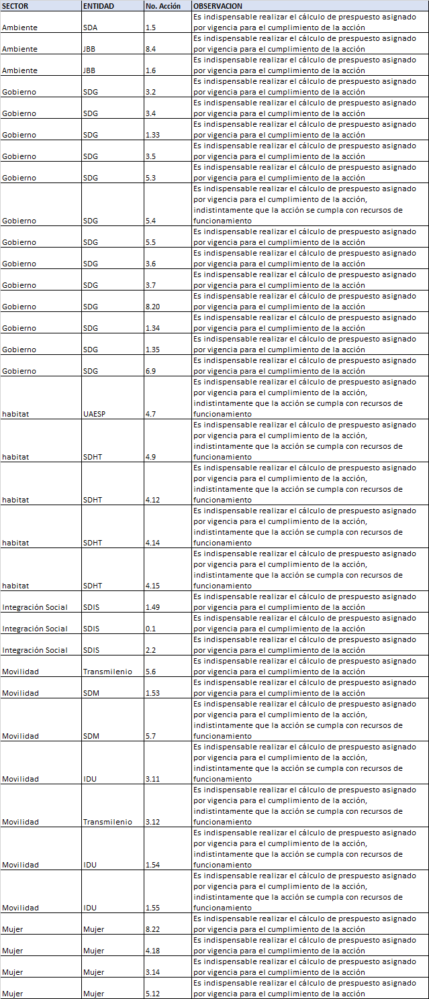 SECTOR ENTIDAD No. Acción OBSERVACION
Es indispensable realizar el cálculo de prespuesto asignado
Ambiente SDA 1.5 por vigencia para el cumplimiento de la acción
Es indispensable realizar el cálculo de prespuesto asignado
Ambiente JBB 8.4 por vigencia para el cumplimiento de la acción
Es indispensable realizar el cálculo de prespuesto asignado
Ambiente JBB 1.6 por vigencia para el cumplimiento de la acción
Es indispensable realizar el cálculo de prespuesto asignado
Gobierno SDG 3.2 por vigencia para el cumplimiento de la acción
Es indispensable realizar el cálculo de prespuesto asignado
Gobierno SDG 3.4 por vigencia para el cumplimiento de la acción
Es indispensable realizar el cálculo de prespuesto asignado
Gobierno SDG 1.33 por vigencia para el cumplimiento de la acción
Es indispensable realizar el cálculo de prespuesto asignado
Gobierno SDG 3.5 por vigencia para el cumplimiento de la acción
Es indispensable realizar el cálculo de prespuesto asignado
Gobierno SDG 5.3 por vigencia para el cumplimiento de la acción
Es indispensable realizar el cálculo de prespuesto asignado
por vigencia para el cumplimiento de la acción,
indistintamente que la acción se cumpla con recursos de
Gobierno SDG 5.4 funcionamiento
Es indispensable realizar el cálculo de prespuesto asignado
Gobierno SDG 5.5 por vigencia para el cumplimiento de la acción
Es indispensable realizar el cálculo de prespuesto asignado
Gobierno SDG 3.6 por vigencia para el cumplimiento de la acción
Es indispensable realizar el cálculo de prespuesto asignado
Gobierno SDG 3.7 por vigencia para el cumplimiento de la acción
Es indispensable realizar el cálculo de prespuesto asignado
Gobierno SDG 8.20 por vigencia para el cumplimiento de la acción
Es indispensable realizar el cálculo de prespuesto asignado
Gobierno SDG 1.34 por vigencia para el cumplimiento de la acción
Es indispensable realizar el cálculo de prespuesto asignado
Gobierno SDG 1.35 por vigencia para el cumplimiento de la acción
Es indispensable realizar el cálculo de prespuesto asignado
Gobierno SDG 6.9 por vigencia para el cumplimiento de la acción
Es indispensable realizar el cálculo de prespuesto asignado
por vigencia para el cumplimiento de la acción,
indistintamente que la acción se cumpla con recursos de
habitat UAESP 4.7 funcionamiento
Es indispensable realizar el cálculo de prespuesto asignado
por vigencia para el cumplimiento de la acción,
indistintamente que la acción se cumpla con recursos de
habitat SDHT 4.9 funcionamiento
Es indispensable realizar el cálculo de prespuesto asignado
por vigencia para el cumplimiento de la acción,
indistintamente que la acción se cumpla con recursos de
habitat SDHT 4.12 funcionamiento
Es indispensable realizar el cálculo de prespuesto asignado
por vigencia para el cumplimiento de la acción,
indistintamente que la acción se cumpla con recursos de
habitat SDHT 4.14 funcionamiento
Es indispensable realizar el cálculo de prespuesto asignado
por vigencia para el cumplimiento de la acción,
indistintamente que la acción se cumpla con recursos de
habitat SDHT 4.15 funcionamiento
Es indispensable realizar el cálculo de prespuesto asignado
Integración Social SDIS 1.49 por vigencia para el cumplimiento de la acción
Es indispensable realizar el cálculo de prespuesto asignado
Integración Social SDIS 0.1 por vigencia para el cumplimiento de la acción
Es indispensable realizar el cálculo de prespuesto asignado
Integración Social SDIS 2.2 por vigencia para el cumplimiento de la acción
Es indispensable realizar el cálculo de prespuesto asignado
Movilidad Transmilenio 5.6 por vigencia para el cumplimiento de la acción
Es indispensable realizar el cálculo de prespuesto asignado
Movilidad SDM 1.53 por vigencia para el cumplimiento de la acción
Es indispensable realizar el cálculo de prespuesto asignado
por vigencia para el cumplimiento de la acción,
indistintamente que la acción se cumpla con recursos de
Movilidad SDM 5.7 funcionamiento
Es indispensable realizar el cálculo de prespuesto asignado
por vigencia para el cumplimiento de la acción,
indistintamente que la acción se cumpla con recursos de
Movilidad IDU 3.11 funcionamiento
Es indispensable realizar el cálculo de prespuesto asignado
por vigencia para el cumplimiento de la acción,
indistintamente que la acción se cumpla con recursos de
Movilidad Transmilenio 3.12 funcionamiento
Es indispensable realizar el cálculo de prespuesto asignado
por vigencia para el cumplimiento de la acción,
indistintamente que la acción se cumpla con recursos de
Movilidad IDU 1.54 funcionamiento
Es indispensable realizar el cálculo de prespuesto asignado
por vigencia para el cumplimiento de la acción,
indistintamente que la acción se cumpla con recursos de
Movilidad IDU 1.55 funcionamiento
Es indispensable realizar el cálculo de prespuesto asignado
Mujer Mujer 8.22 por vigencia para el cumplimiento de la acción
Es indispensable realizar el cálculo de prespuesto asignado
Mujer Mujer 4.18 por vigencia para el cumplimiento de la acción
Es indispensable realizar el cálculo de prespuesto asignado
Mujer Mujer 3.14 por vigencia para el cumplimiento de la acción
Es indispensable realizar el cálculo de prespuesto asignado
Mujer Mujer 5.12 por vigencia para el cumplimiento de la acción